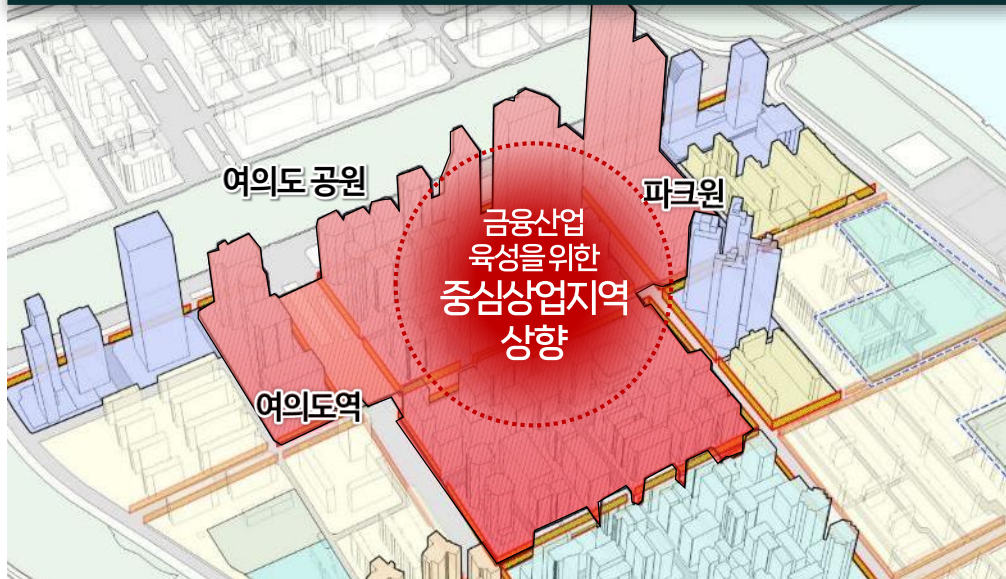 여의도 공원
파크원
금융산업
육성을 위한
중심상업지역
상향
여의도역